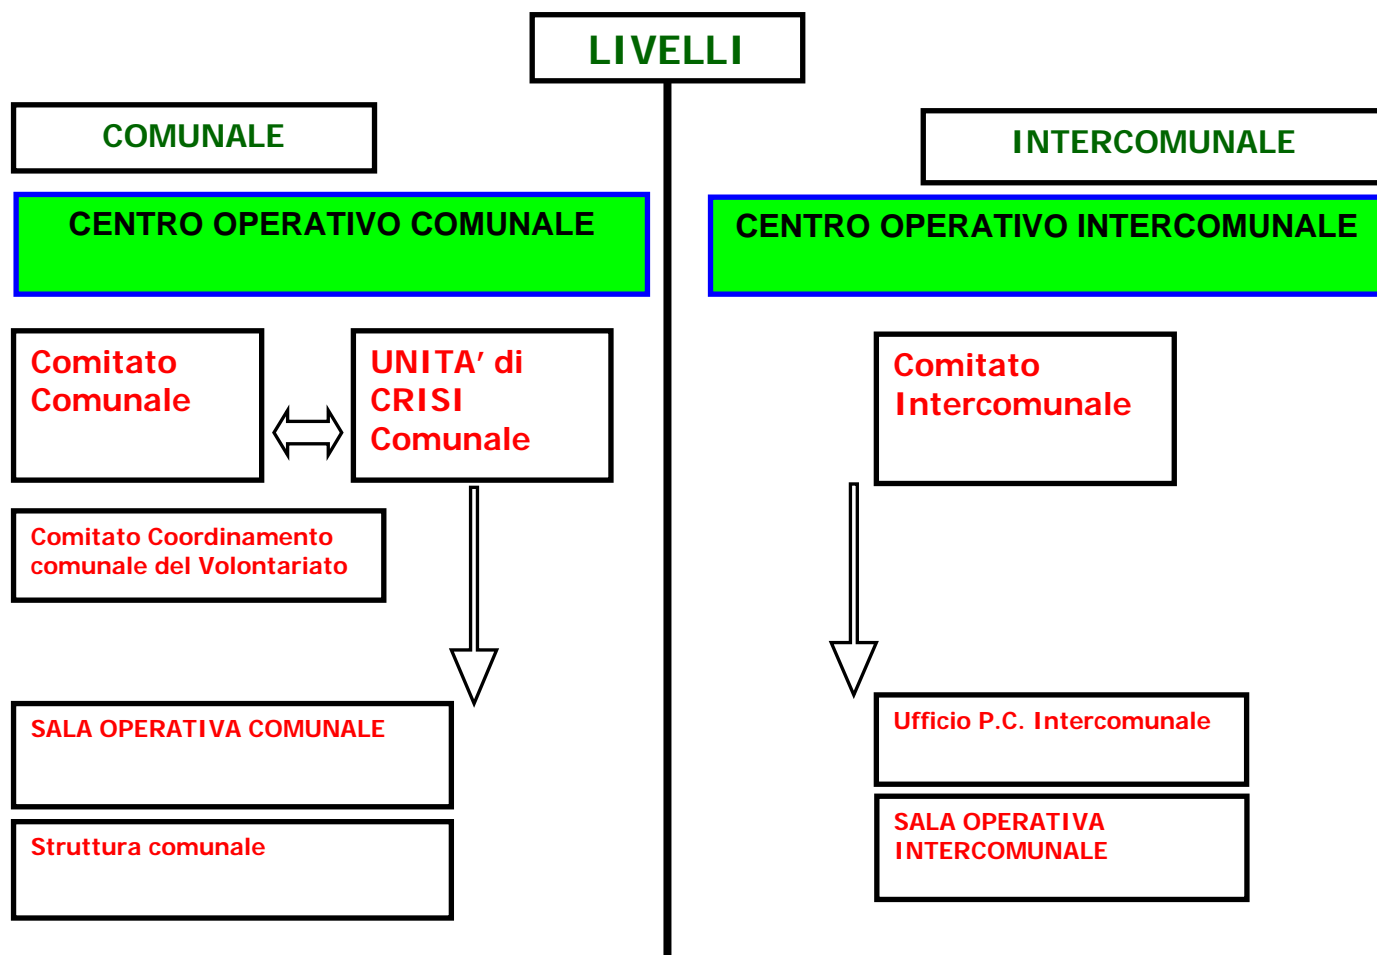 LIVELLI
COMUNALE
CENTRO OPERATIVO COMUNALE
Comitato
Comunale
UNITA' di
CRISI
Comunale
Comitato Coordinamento
comunale del Volontariato
SALA OPERATIVA COMUNALE
Struttura comunale
INTERCOMUNALE
CENTRO OPERATIVO INTERCOMUNALE
Comitato
Intercomunale
Ufficio P.C. Intercomunale
SALA OPERATIVA
INTERCOMUNALE